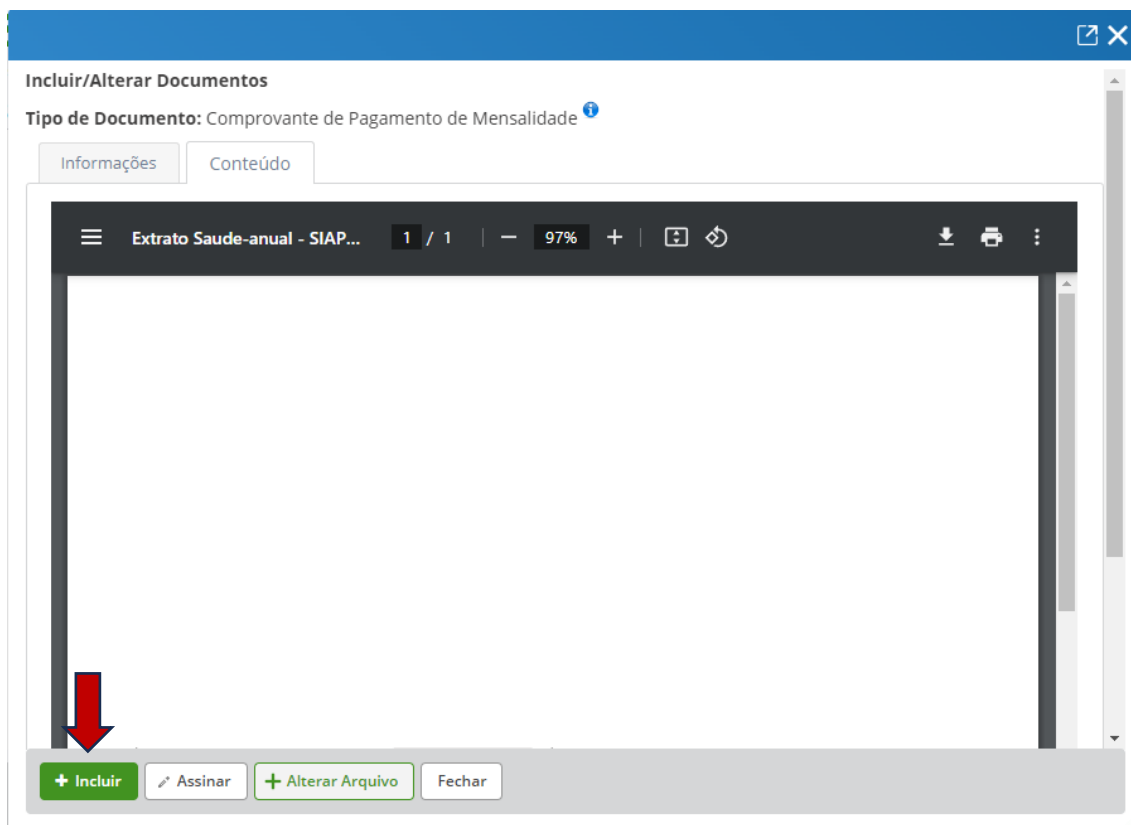 Incluir/Alterar Documentos
Tipo de Documento: Comprovante de Pagamento de Mensalidade
Informações Conteúdo
Extrato Saude-anual - SIAP... 1 / 1 97%
Incluir Assinar Alterar Arquivo Fechar